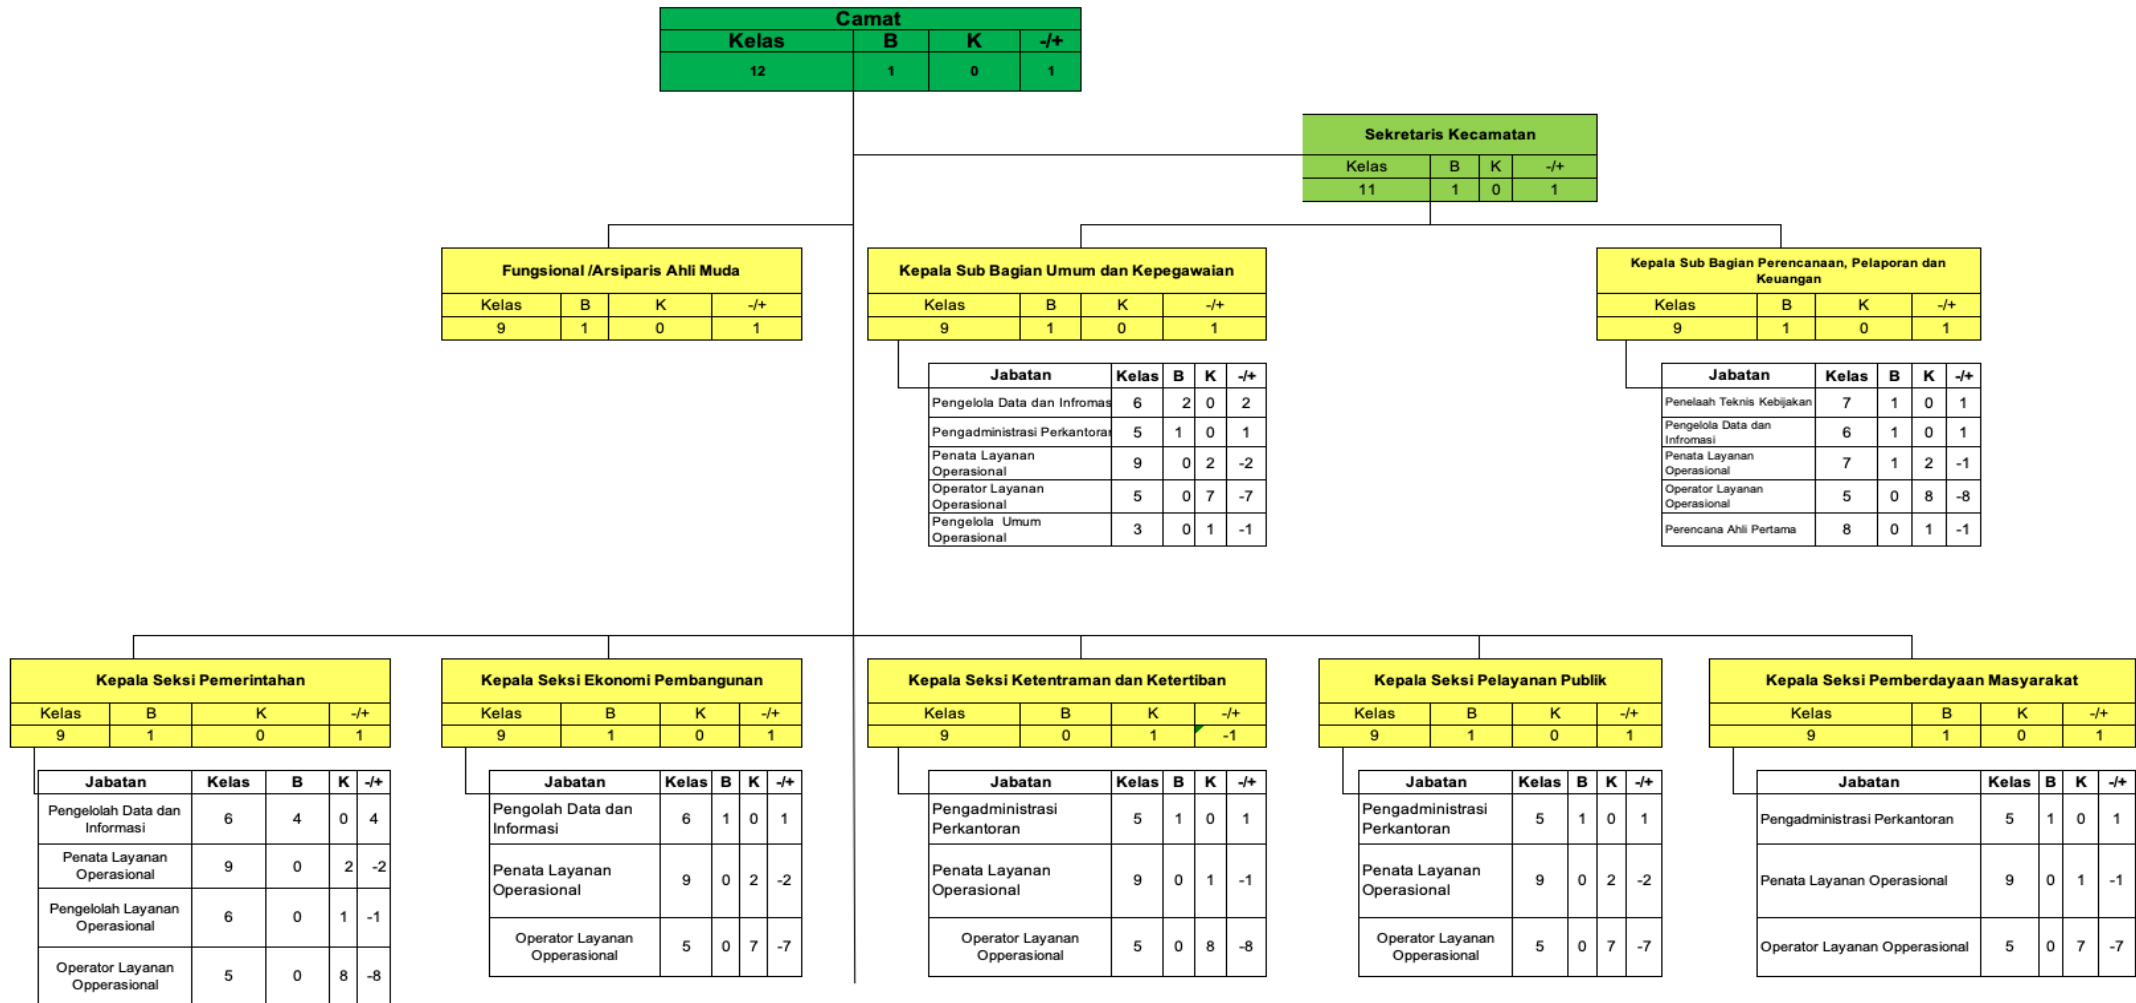 Camat
Kelas B K -/+
12 1 0 1
Sekretaris Kecamatan
Kelas B K -/+
11 1 0 1
Fungsional /Arsiparis Ahli Muda
Kelas B K -/+
9 1 0 1
Kepala Sub Bagian Umum dan Kepegawaian
Kelas B K -/+
9 1 0 1
Jabatan Kelas B K -/+
Pengelola Data dan Infromas 6 2 0 2
Pengadministrasi Perkantoran 5 1 0 1
Penata Layanan
Operasional 9 0 2 -2
Operator Layanan
Operasional 5 0 7 -7
Pengelola Umum
Operasional 3 0 1 -1
Kepala Sub Bagian Perencanaan, Pelaporan dan
Keuangan
Kelas B K -/+
9 1 0 1
Jabatan Kelas B K -/+
Penelaah Teknis Kebijakan 7 1 0 1
Pengelola Data dan
Infromasi 6 1 0 1
Penata Layanan
Operasional 7 1 2 -1
Operator Layanan
Operasional 5 0 8 -8
Perencana Ahli Pertama 8 0 1 -1
Kepala Seksi Pemerintahan
Kelas B K -/+
9 1 0 1
Jabatan Kelas B K -/+
Pengelolah Data dan
Informasi 6 4 0 4
Penata Layanan
Operasional 9 0 2 -2
Pengelolah Layanan
Operasional 6 0 1 -1
Operator Layanan
Opperasional 5 0 8 -8
Kepala Seksi Ekonomi Pembangunan
Kelas B K -/+
9 1 0 1
Jabatan Kelas B K -/+
Pengolah Data dan
Informasi 6 1 0 1
Penata Layanan
Operasional 9 0 2 -2
Operator Layanan
Opperasional 5 0 7 -7
Kepala Seksi Ketentraman dan Ketertiban
Kelas B K -/+
9 0 1 -1
Jabatan Kelas B K -/+
Pengadministrasi
Perkantoran 5 1 0 1
Penata Layanan
Operasional 9 0 1 -1
Operator Layanan
Opperasional 5 0 8 -8
Kepala Seksi Pelayanan Publik
Kelas B K -/+
9 1 0 1
Jabatan Kelas B K -/+
Pengadministrasi
Perkantoran 5 1 0 1
Penata Layanan
Operasional 9 0 2 -2
Operator Layanan
Opperasional 5 0 7 -7
Kepala Seksi Pemberdayaan Masyarakat
Kelas B K -/+
9 1 0 1
Jabatan Kelas B K -/+
Pengadministrasi Perkantoran 5 1 0 1
Penata Layanan Operasional 9 0 1 -1
Operator Layanan Opperasional 5 0 7 -7